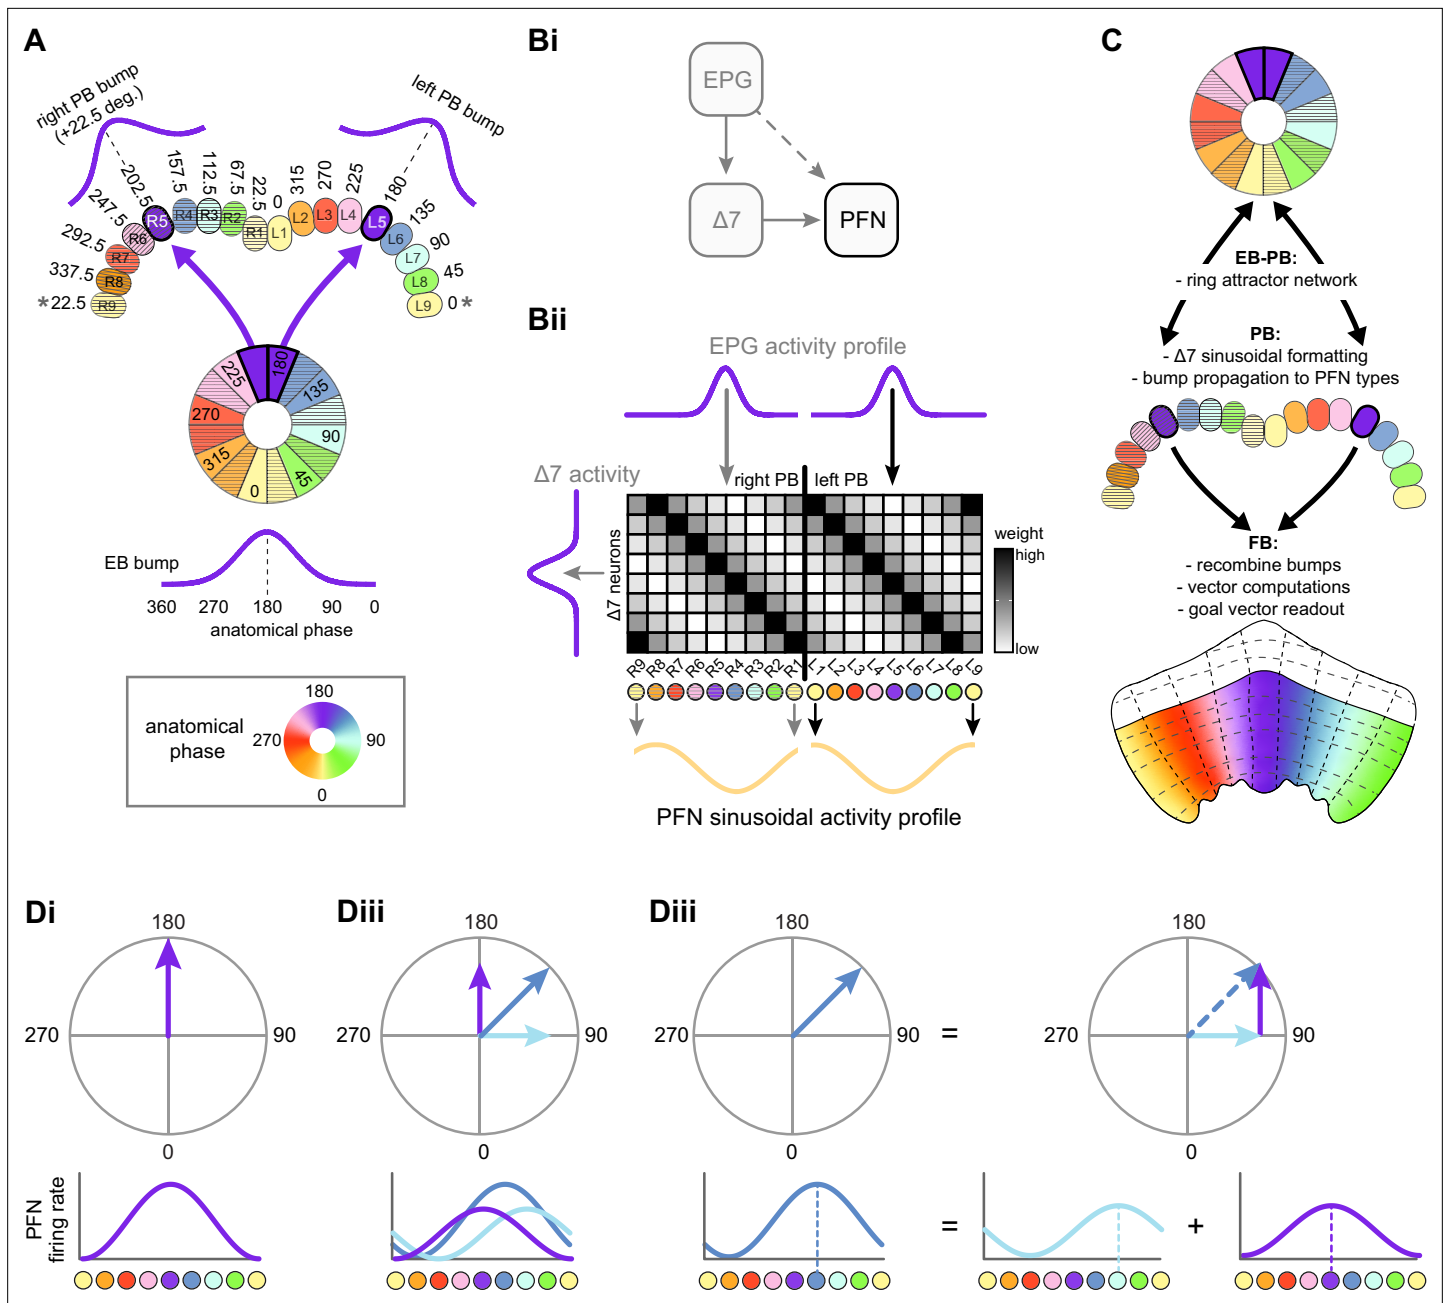 A
right PB bump
(+22.5 deg.)
left PB bump
202.5
157.5
112.5
67.5
22.5
0
315
270
225
180
247.5
135
292.5
90
337.5
45
*22.5
0*
R5
R4
R3
R2
R1
L1
L2
L3
L4
L5
R6
L6
R7
L7
R8
L8
R9
L9
180
225
135
270
90
315
45
0
EB bump
360
270
180
90
0
anatomical phase
anatomical
phase
180
270
90
0
Bi
EPG
Δ7
PFN
Bii
EPG activity profile
Δ7 activity
right PB
left PB
Δ7 neurons
weight
high
low
R9
R8
R7
R6
R5
R4
R3
R2
R1
L1
L2
L3
L4
L5
L6
L7
L8
L9
PFN sinusoidal activity profile
C
EB-PB:
- ring attractor network
PB:
- Δ7 sinusoidal formatting
- bump propagation to PFN types
FB:
- recombine bumps
- vector computations
- goal vector readout
Di
180
270
90
0
PFN
firing rate
Diii
180
270
90
0
Diii
180
90
0
=
180
270
90
0
=
+